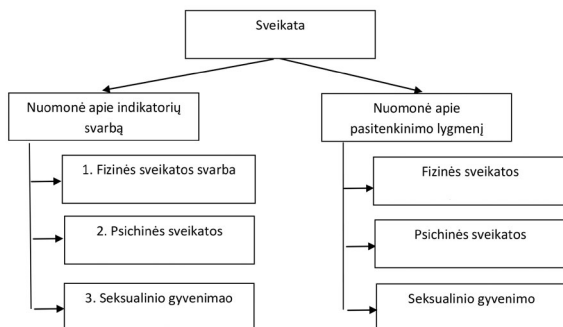 Sveikata
Nuomonė apie indikatorių
svarbą
1. Fizinės sveikatos svarba
2. Psichinės sveikatos
3. Seksualinio gyvenimao
Nuomonė apie
pasitenkinimo lygmenį
Fizinės sveikatos
Psichinės sveikatos
Seksualinio gyvenimo